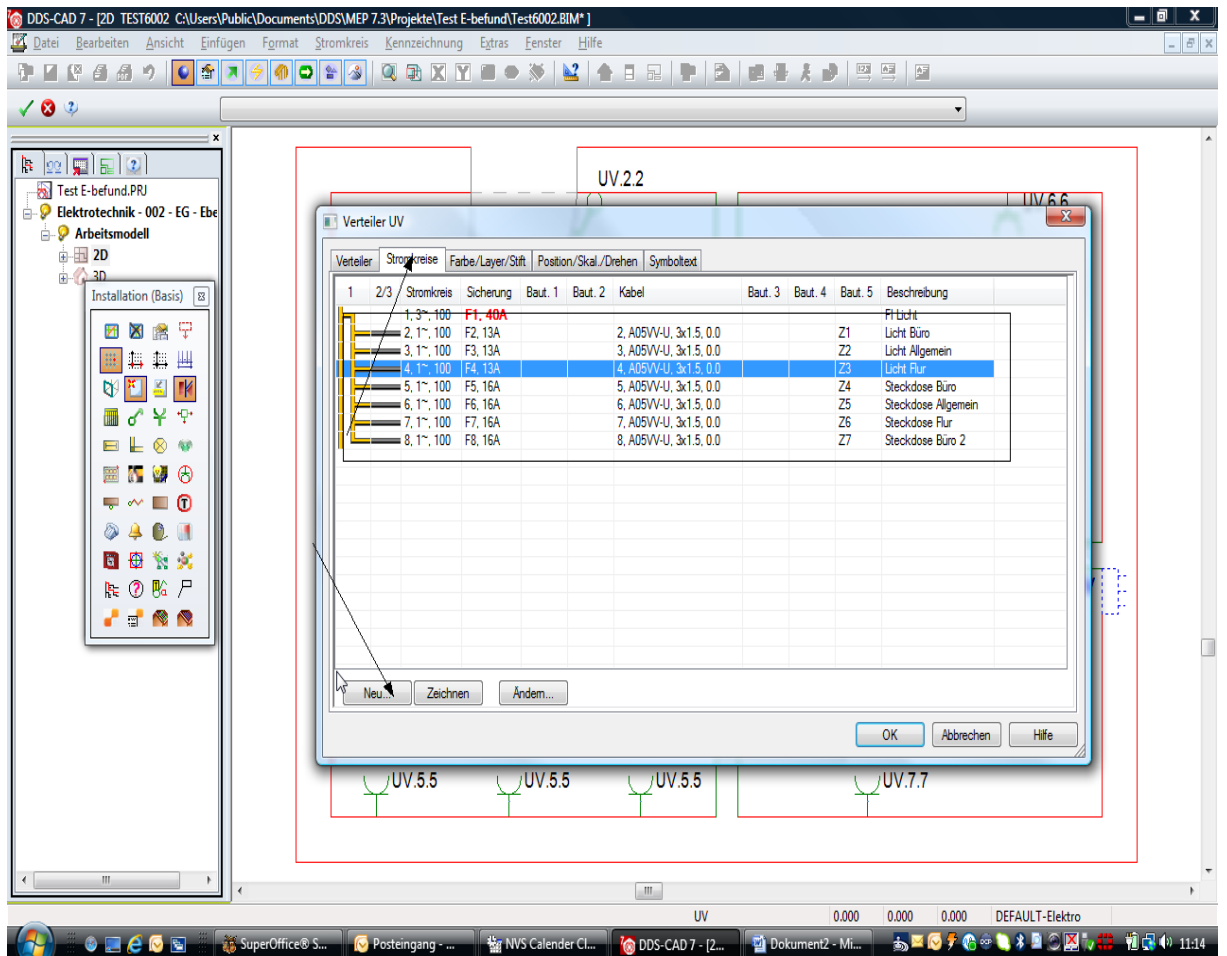 DDS-CAD 7 - [2D TEST6002 C:\Users\Public\Documents\DDS\MEP 7.3\Projekte\Test E-befund\Test6002.BIM* ]
Datei Bearbeiten Ansicht Einfügen Format Stromkreis Kennzeichnung Extras Fenster Hilfe
Test E-befund.PRJ
Elektrotechnik - 002 - EG - Ebe
Arbeitsmodell
2D
3D
Installation (Basis)
UV.2.2
UV.6.6
Verteiler UV
Verteiler Stromkreise Farbe/Layer/Stift Position/Skal./Drehen Symboltext
1 2/3 Stromkreis Sicherung Baut. 1 Baut. 2 Kabel Baut. 3 Baut. 4 Baut. 5 Beschreibung
1, 3~, 100 F1, 40A FI Licht
2, 1~, 100 F2, 13A 2, A05VV-U, 3x1.5, 0.0 Z1 Licht Büro
3, 1~, 100 F3, 13A 3, A05VV-U, 3x1.5, 0.0 Z2 Licht Allgemein
4, 1~, 100 F4, 13A 4, A05VV-U, 3x1.5, 0.0 Z3 Licht Flur
5, 1~, 100 F5, 16A 5, A05VV-U, 3x1.5, 0.0 Z4 Steckdose Büro
6, 1~, 100 F6, 16A 6, A05VV-U, 3x1.5, 0.0 Z5 Steckdose Allgemein
7, 1~, 100 F7, 16A 7, A05VV-U, 3x1.5, 0.0 Z6 Steckdose Flur
8, 1~, 100 F8, 16A 8, A05VV-U, 3x1.5, 0.0 Z7 Steckdose Büro 2
Neu... Zeichnen Ändern...
OK Abbrechen Hilfe
UV.5.5 UV.5.5 UV.5.5 UV.7.7
UV 0.000 0.000 0.000 DEFAULT-Elektro
SuperOffice® S... Posteingang - ... NVS Calender Cl... DDS-CAD 7 - [2... Dokument2 - Mi... 11:14